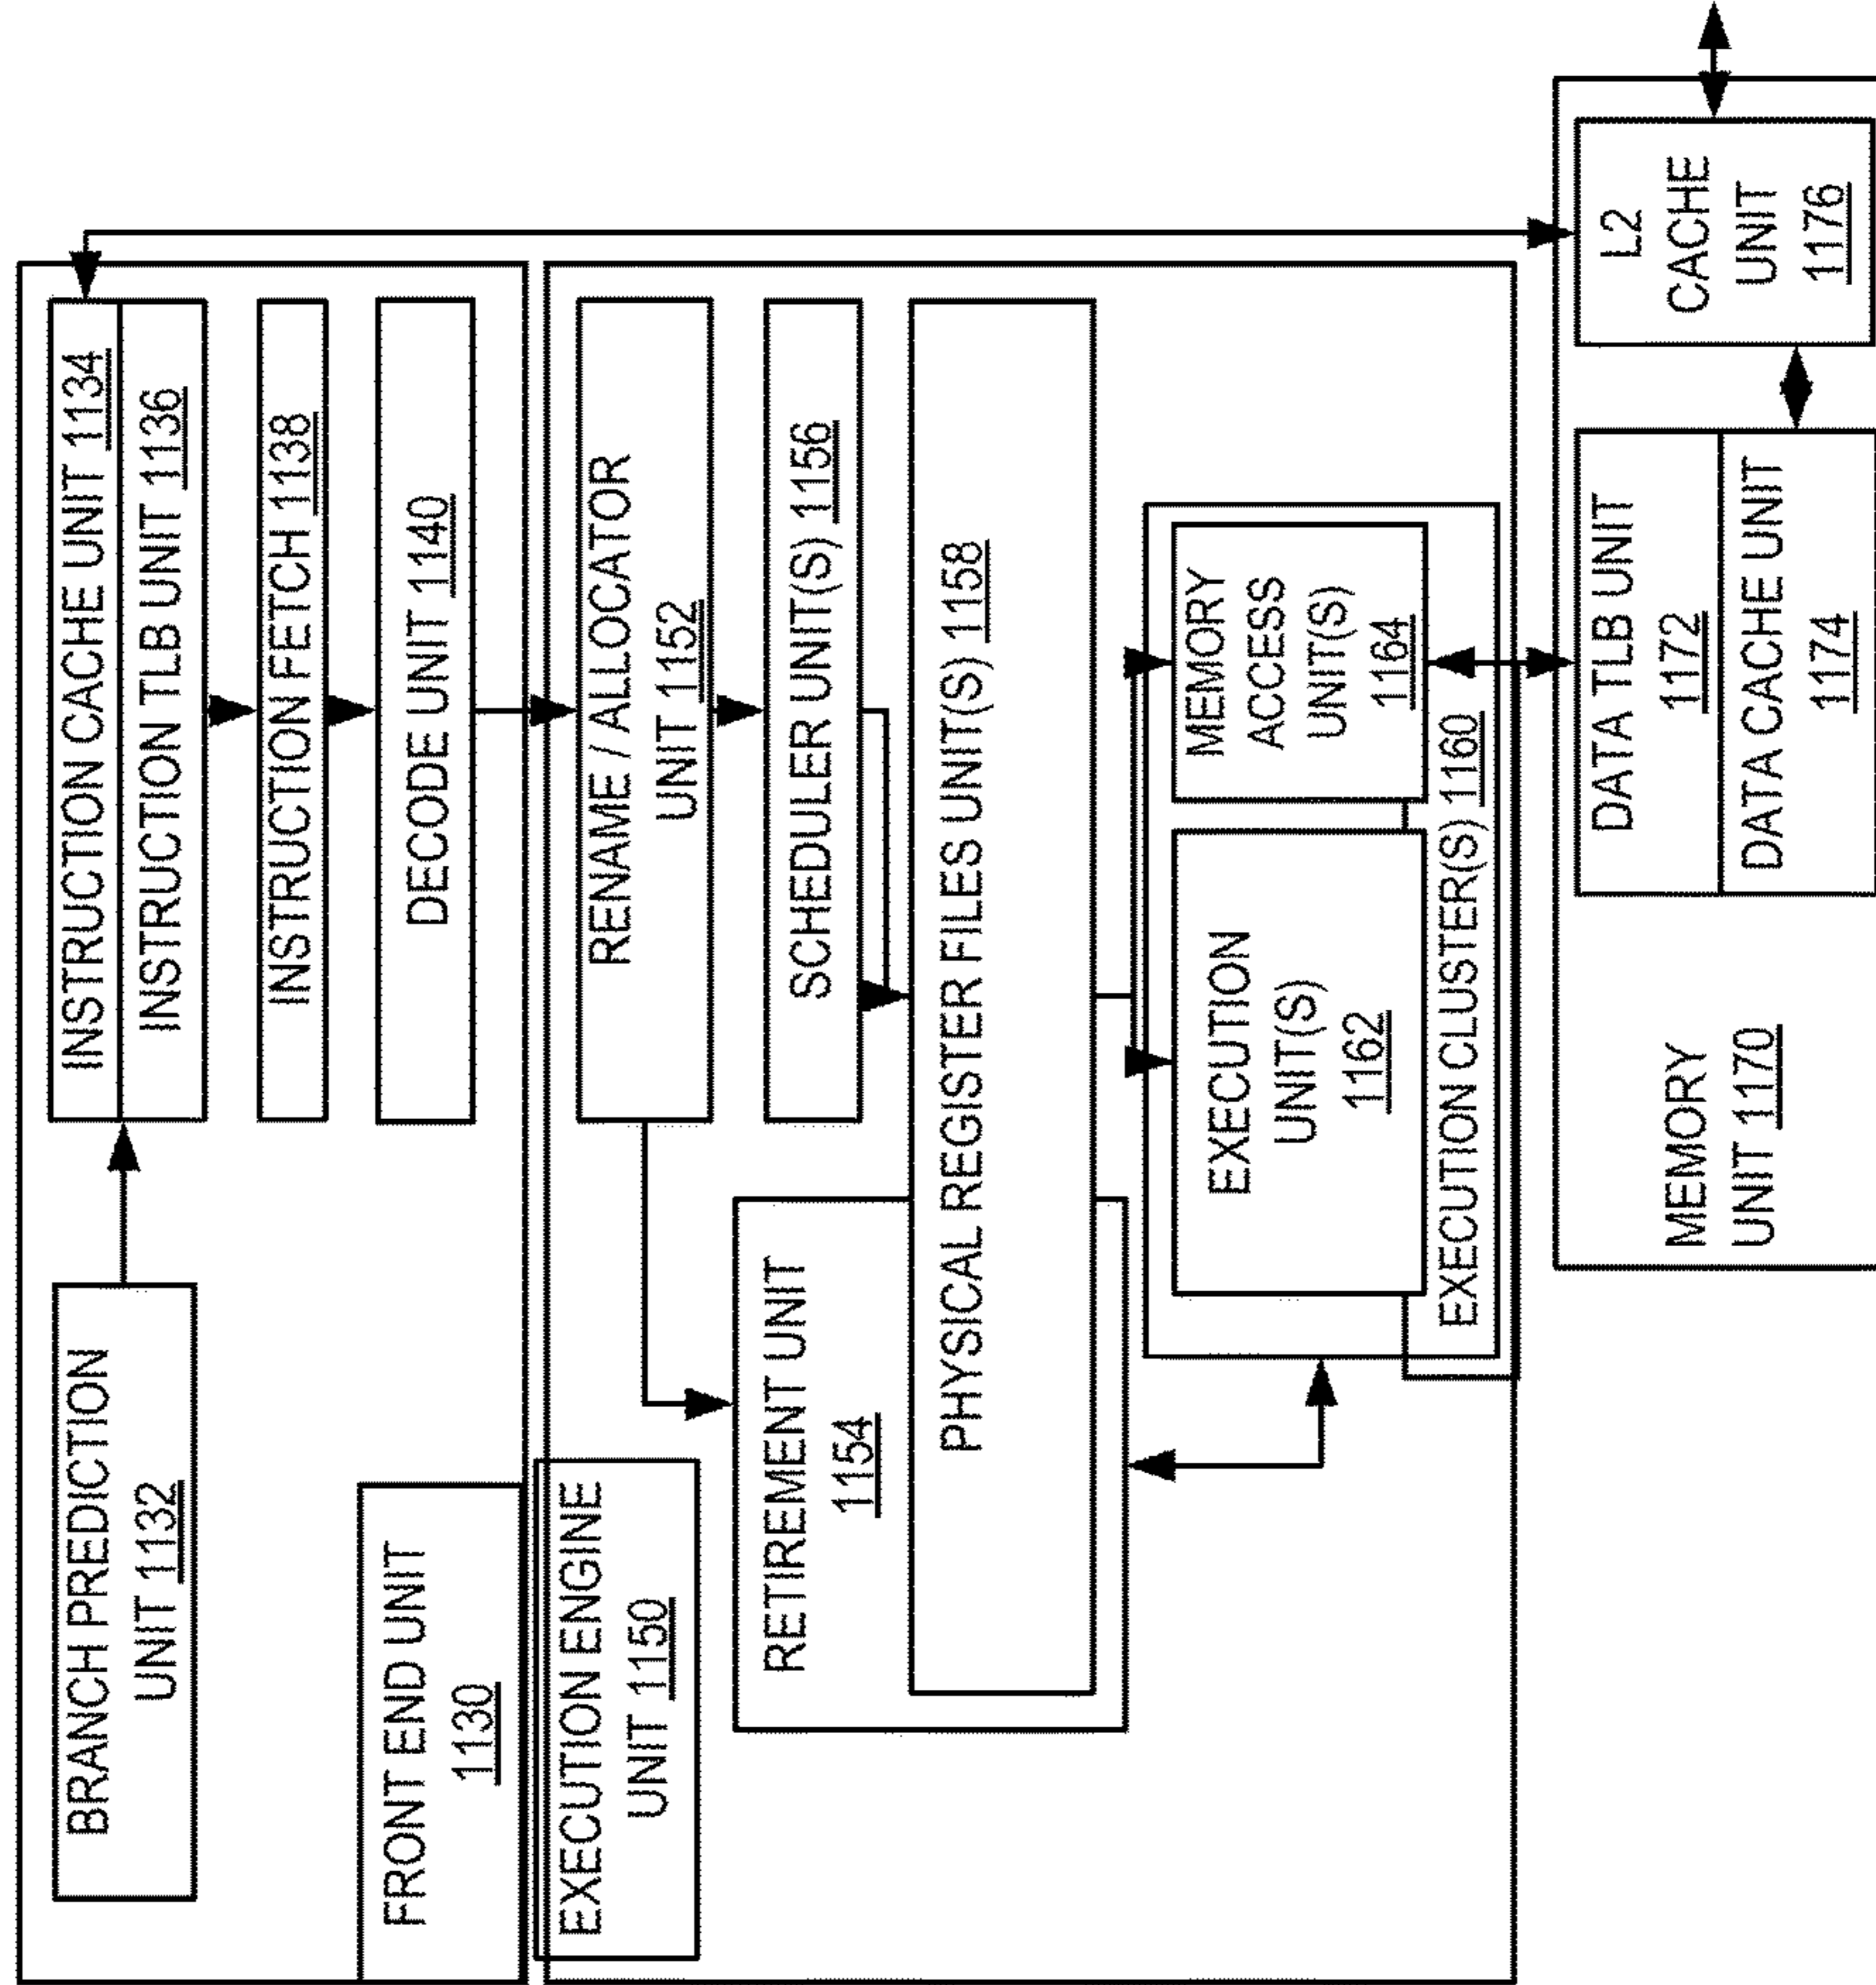 BRANCH PREDICTION
UNIT 1132
INSTRUCTION CACHE UNIT 1134
INSTRUCTION TLB UNIT 1136
INSTRUCTION FETCH 1138
DECODE UNIT 1140
FRONT END UNIT
1130
EXECUTION ENGINE
UNIT 1150
RENAME / ALLOCATOR
UNIT 1152
RETIREMENT UNIT
1154
SCHEDULER UNIT(S) 1156
PHYSICAL REGISTER FILES UNIT(S) 1158
EXECUTION
UNIT(S)
1162
MEMORY
ACCESS
UNIT(S)
1164
EXECUTION CLUSTER(S) 1160
MEMORY
UNIT 1170
DATA TLB UNIT
1172
DATA CACHE UNIT
1174
L2
CACHE
UNIT
1176